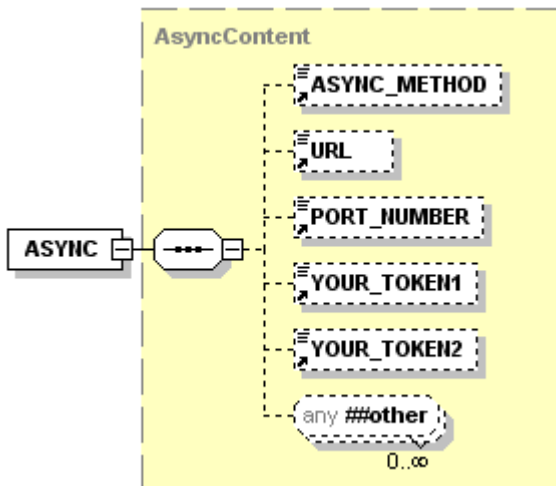 AsyncContent
ASYNC_METHOD
URL
PORT_NUMBER
ASYNC
YOUR_TOKEN1
YOUR_TOKEN2
any ##other
0..∞